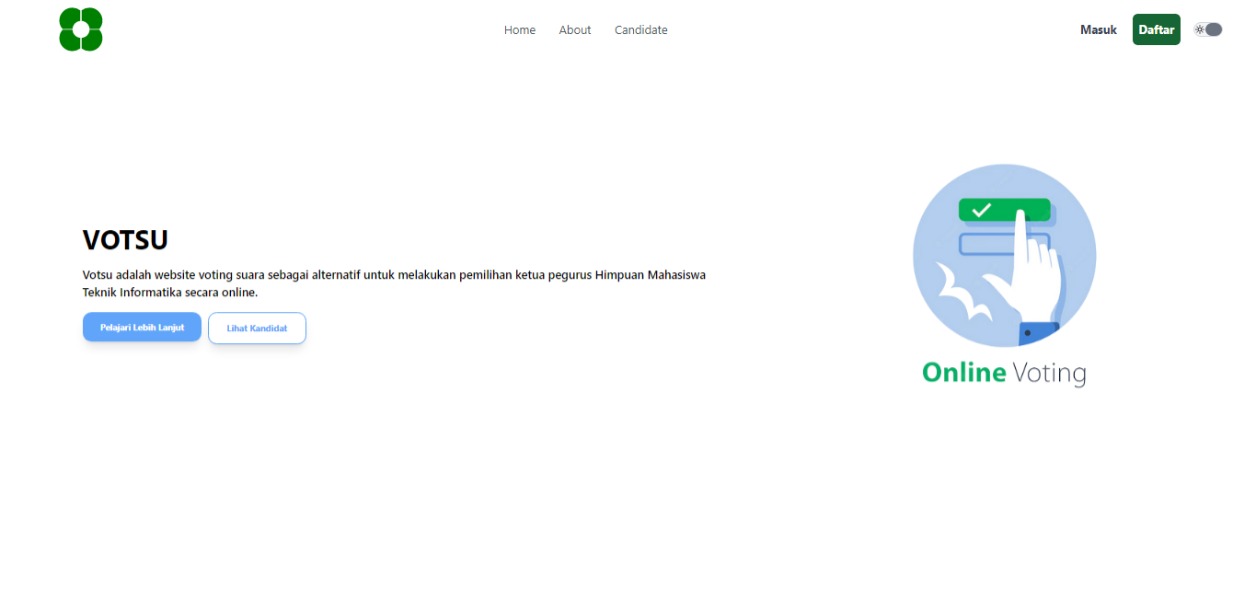 Home About Candidate Masuk Daftar
VOTSU
Votsu adalah website voting suara sebagai alternatif untuk melakukan pemilihan ketua pegurus Himpuan Mahasiswa
Teknik Informatika secara online.
Pelajari Lebih Lanjut Lihat Kandidat
Online Voting